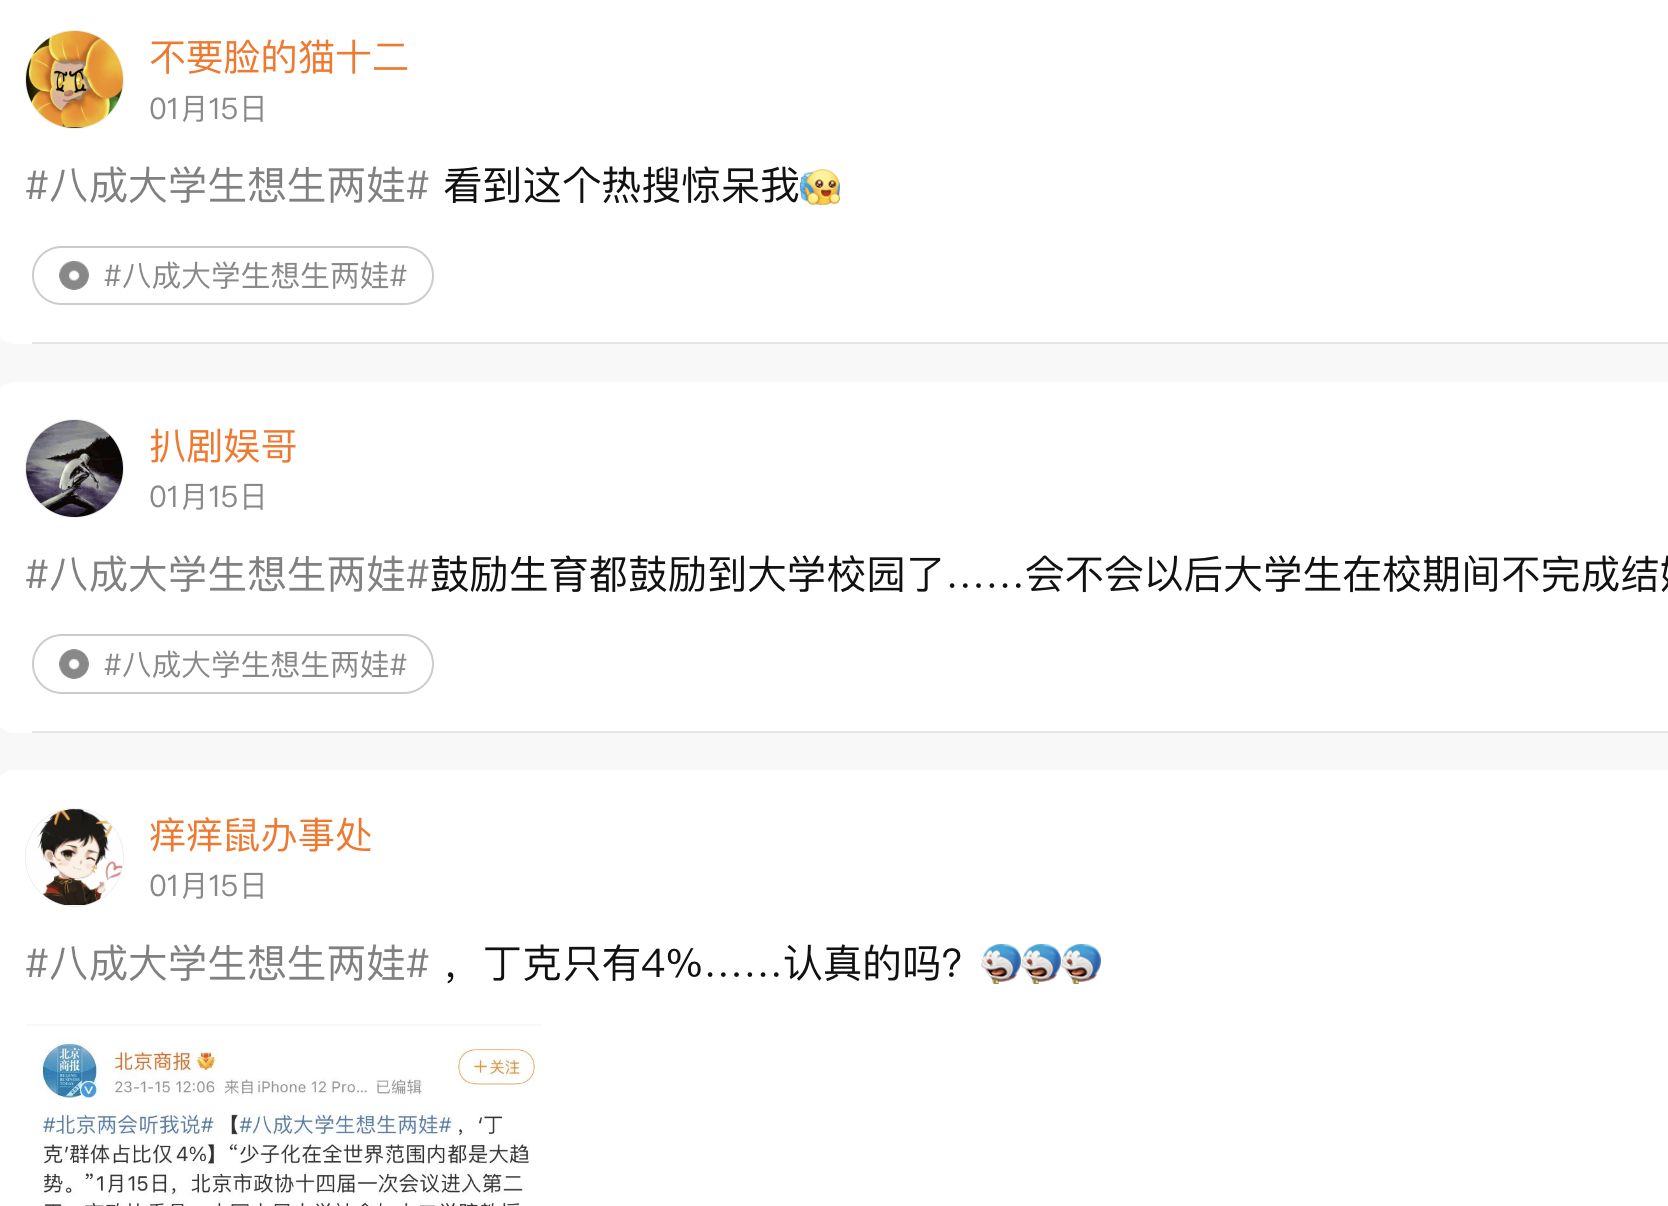 不要脸的猫十二
01月15日
#八成大学生想生两娃# 看到这个热搜惊呆我
#八成大学生想生两娃#
扒剧娱哥
01月15日
#八成大学生想生两娃#鼓励生育都鼓励到大学校园了……会不会以后大学生在校期间不完成结
#八成大学生想生两娃#
痒痒鼠办事处
01月15日
#八成大学生想生两娃# ，丁克只有4%……认真的吗？
北京商报
+关注
23-1-15 12:06 来自iPhone 12 Pro... 已编辑
#北京两会听我说# 【#八成大学生想生两娃# ，‘丁
克’群体占比仅4%】“少子化在全世界范围内都是大趋
势。”1月15日，北京市政协十四届一次会议进入第二